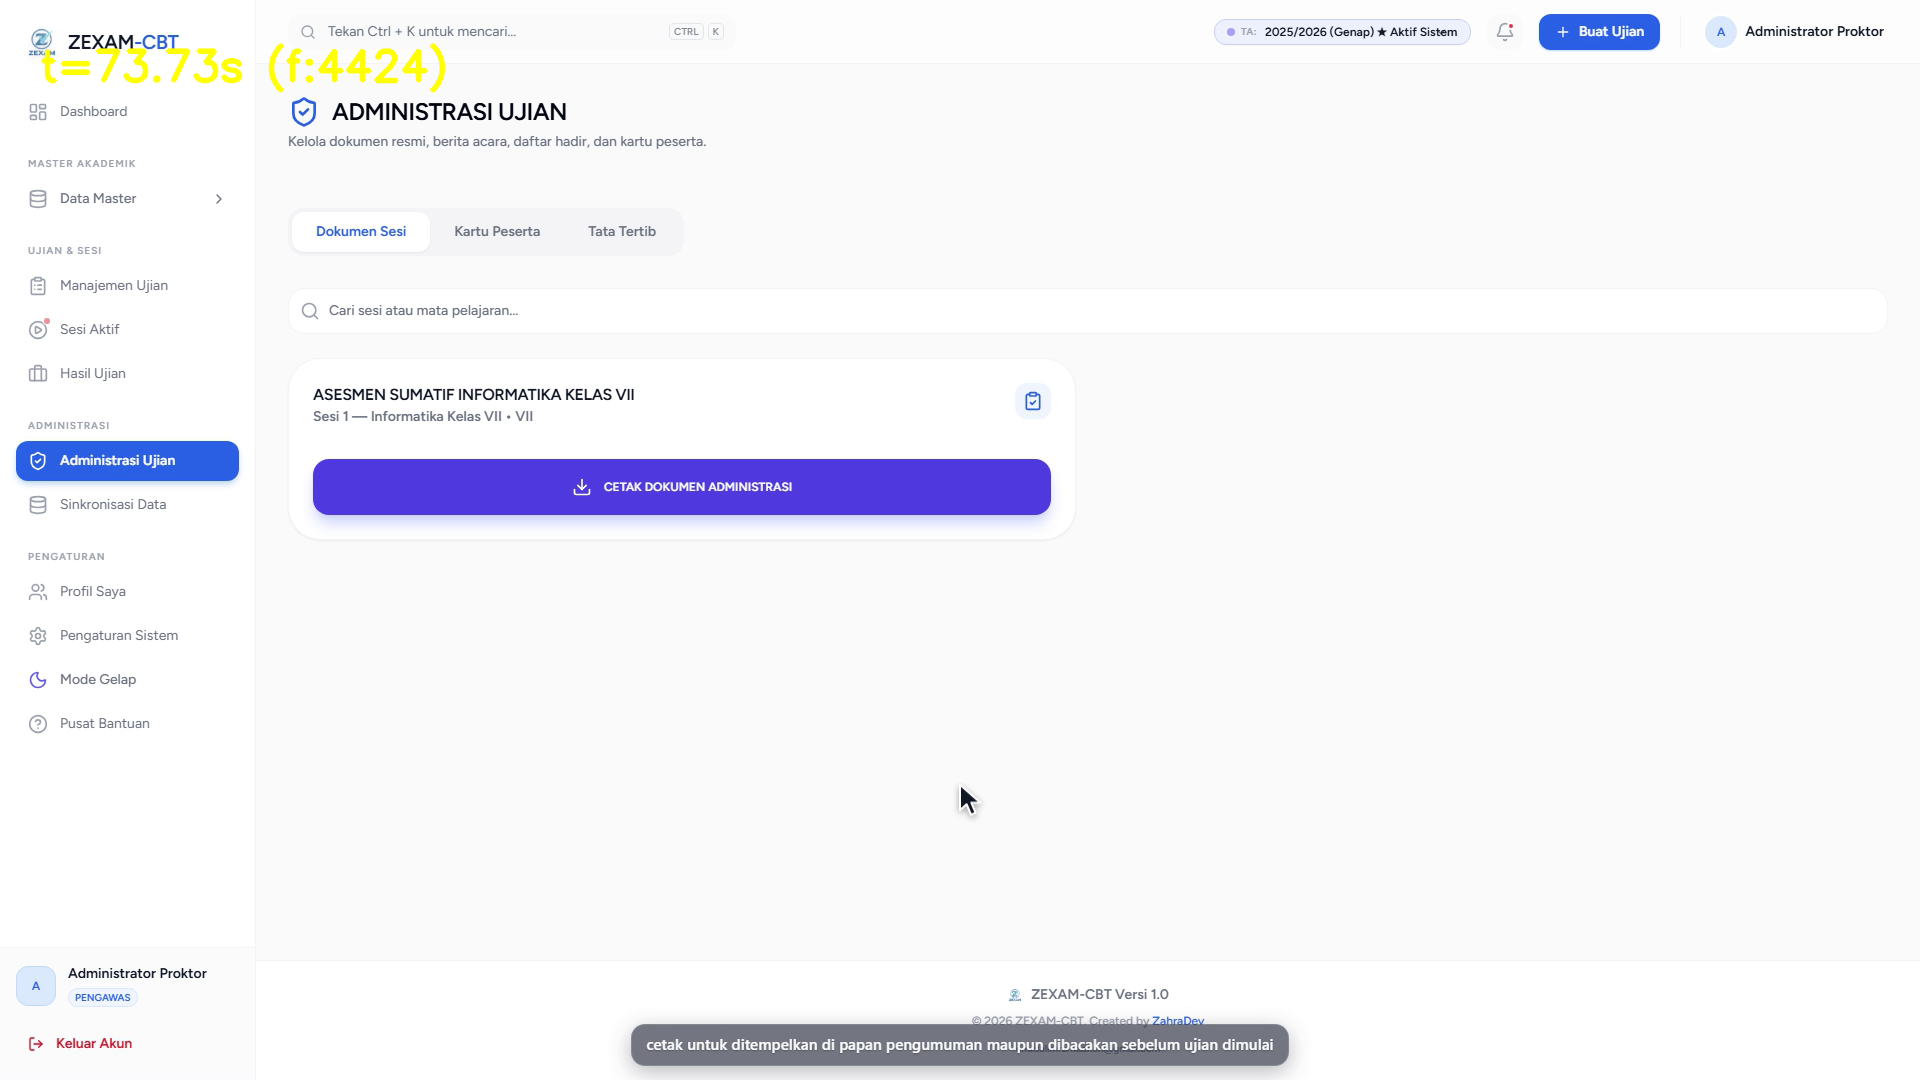 ZEXAM-CBT
ZEXAM
t=73.73s (f:4424)
Tekan Ctrl + K untuk mencari...
CTRL K
TA: 2025/2026 (Genap) ★ Aktif Sistem
Buat Ujian
A
Administrator Proktor
Dashboard
MASTER AKADEMIK
Data Master
UJIAN & SESI
Manajemen Ujian
Sesi Aktif
Hasil Ujian
ADMINISTRASI
Administrasi Ujian
Sinkronisasi Data
PENGATURAN
Profil Saya
Pengaturan Sistem
Mode Gelap
Pusat Bantuan
A
Administrator Proktor
PENGAWAS
Keluar Akun
ADMINISTRASI UJIAN
Kelola dokumen resmi, berita acara, daftar hadir, dan kartu peserta.
Dokumen Sesi
Kartu Peserta
Tata Tertib
Cari sesi atau mata pelajaran...
ASESMEN SUMATIF INFORMATIKA KELAS VII
Sesi 1 — Informatika Kelas VII • VII
CETAK DOKUMEN ADMINISTRASI
ZEXAM-CBT Versi 1.0
© 2026 ZEXAM-CBT. Created by ZahraDev
cetak untuk ditempelkan di papan pengumuman maupun dibacakan sebelum ujian dimulai